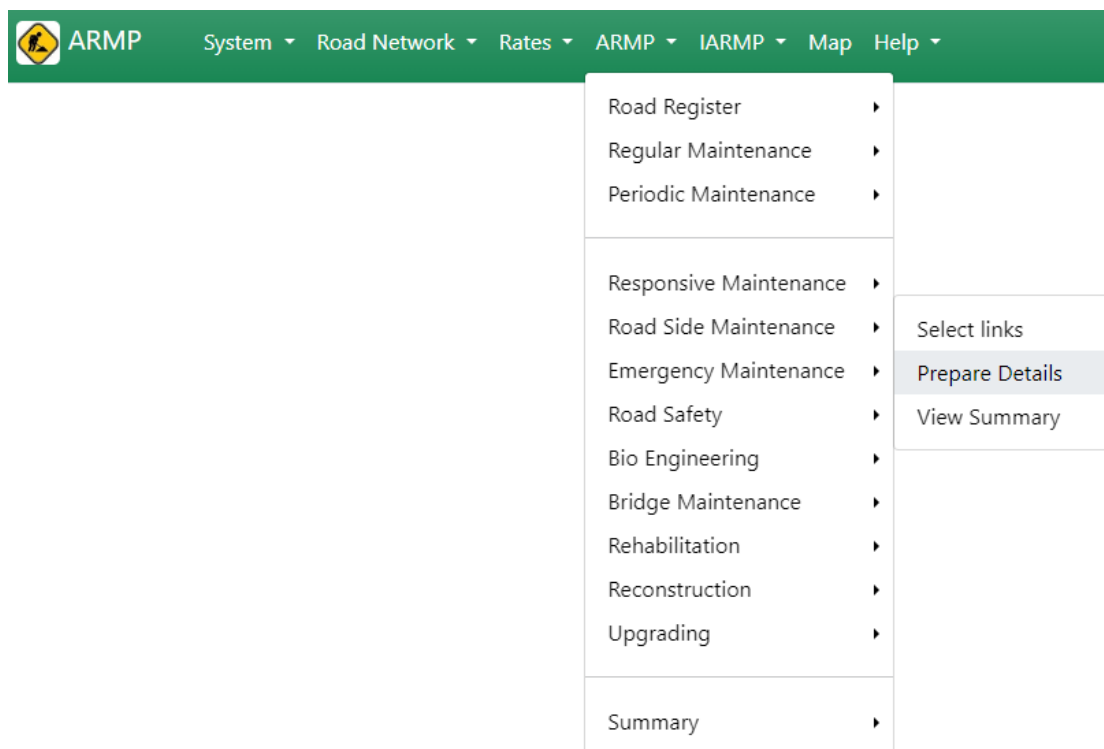 ARMP System Road Network Rates ARMP IARMP Map Help
Road Register
Regular Maintenance
Periodic Maintenance
Responsive Maintenance
Road Side Maintenance
Emergency Maintenance
Road Safety
Bio Engineering
Bridge Maintenance
Rehabilitation
Reconstruction
Upgrading
Summary
Select links
Prepare Details
View Summary